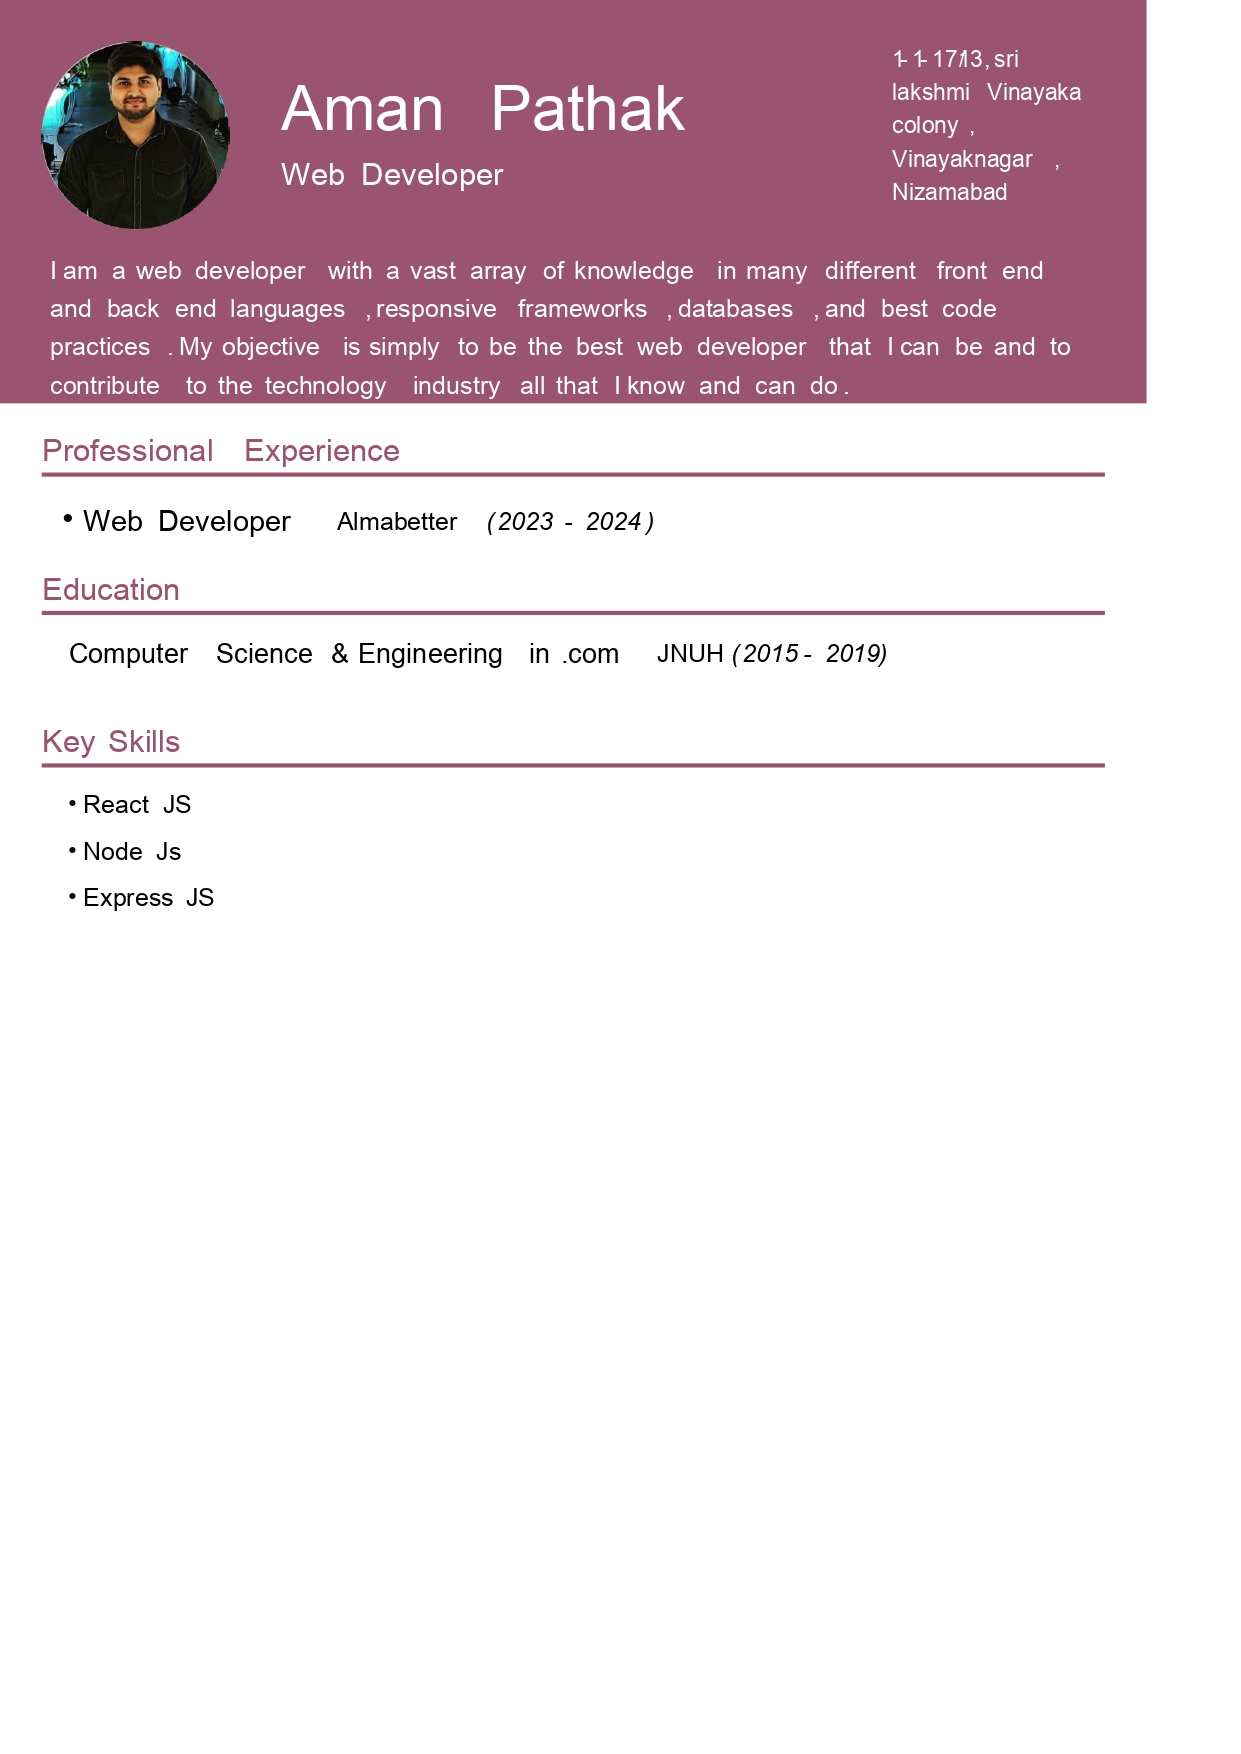 Aman Pathak
Web Developer
1-1-17/13, sri
lakshmi Vinayaka
colony ,
Vinayaknagar ,
Nizamabad
I am a web developer with a vast array of knowledge in many different front end
and back end languages , responsive frameworks , databases , and best code
practices . My objective is simply to be the best web developer that I can be and to
contribute to the technology industry all that I know and can do .
Professional Experience
• Web Developer Almabetter (2023 - 2024)
Education
Computer Science & Engineering in .com JNUH (2015 - 2019)
Key Skills
• React JS
• Node Js
• Express JS